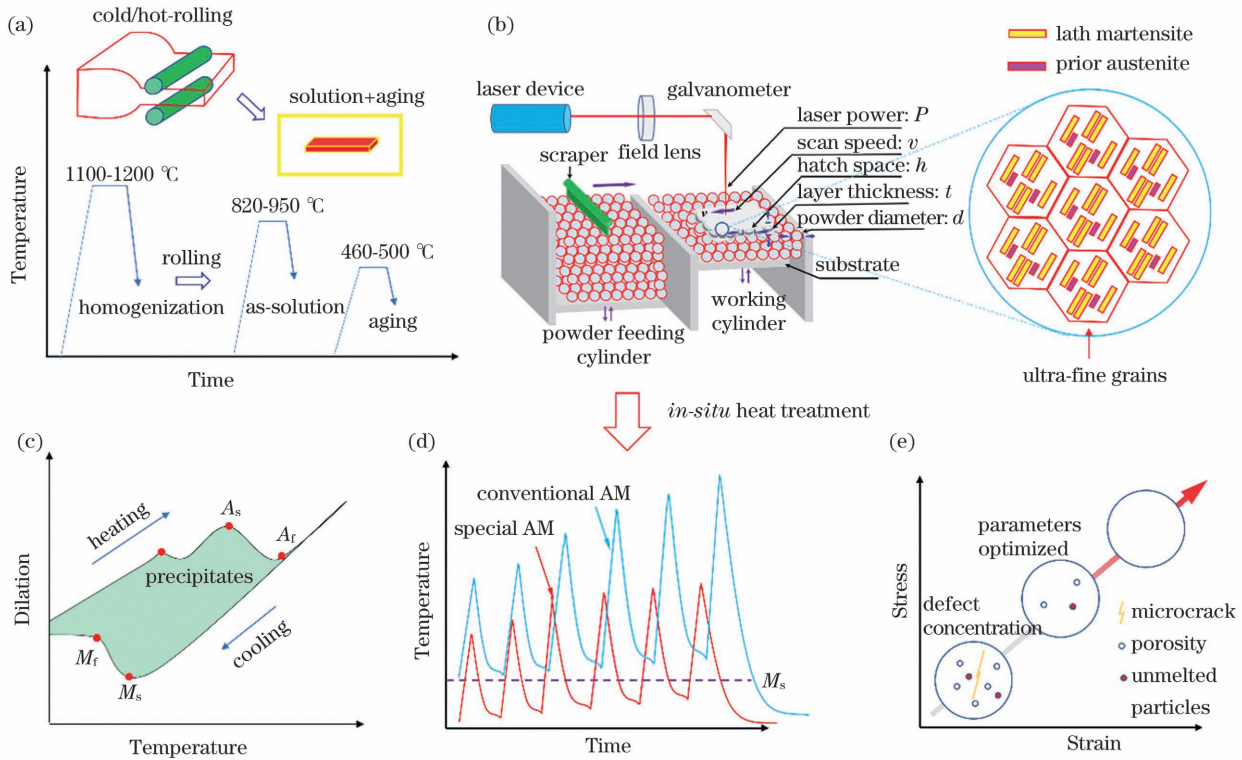 (a)
cold/hot-rolling
solution+aging
1100-1200 ℃
820-950 ℃
460-500 ℃
rolling
homogenization
as-solution
aging
Temperature
Time
(b)
laser device
galvanometer
field lens
scraper
laser power: P
scan speed: v
hatch space: h
layer thickness: t
powder diameter: d
substrate
v
powder feeding
cylinder
working
cylinder
lath martensite
prior austenite
ultra-fine grains
in-situ heat treatment
(c)
heating
As
Af
precipitates
cooling
Mf
Ms
Dilation
Temperature
(d)
conventional AM
special AM
Ms
Temperature
Time
(e)
parameters
optimized
defect
concentration
microcrack
porosity
unmelted
particles
Stress
Strain